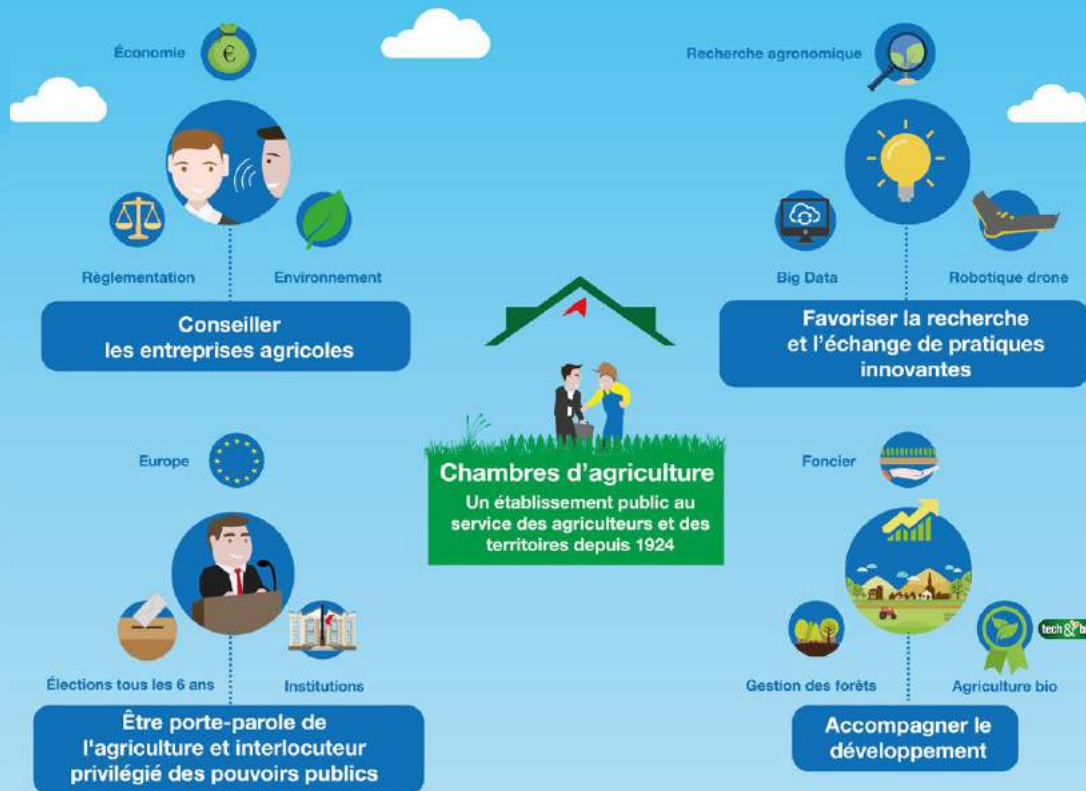 Économie
Règlementation
Environnement
Conseiller
les entreprises agricoles
Recherche agronomique
Big Data
Robotique drone
Favoriser la recherche
et l'échange de pratiques
innovantes
Chambres d'agriculture
Un établissement public au
service des agriculteurs et des
territoires depuis 1924
Europe
Élections tous les 6 ans
Institutions
Être porte-parole de
l'agriculture et interlocuteur
privilégié des pouvoirs publics
Foncier
tech &
Gestion des forêts
Agriculture bio
Accompagner le
développement